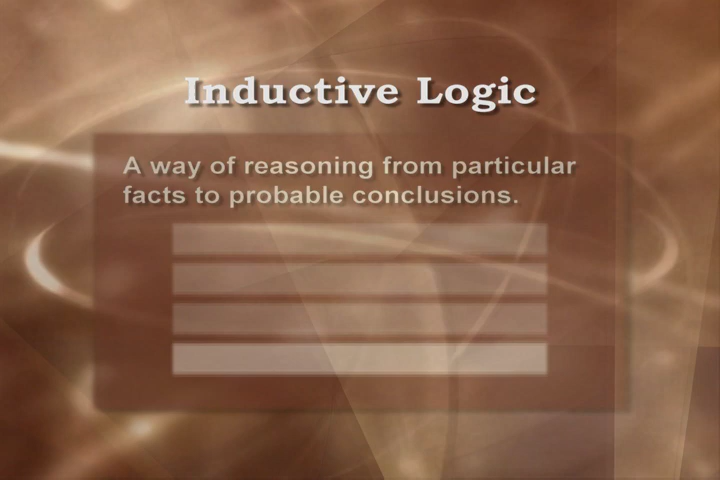 Inductive Logic
A way of reasoning from particular
facts to probable conclusions.